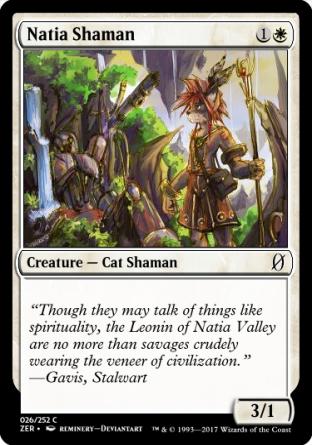 Natia Shaman 1
Creature — Cat Shaman
“Though they may talk of things like
spirituality, the Leonin of Natia Valley
are no more than savages crudely
wearing the veneer of civilization.”
—Gavis, Stalwart
3/1
026/252 C
ZER • REMINERY—DEVIANTART ™ & © 1993–2017 Wizards of the Coast